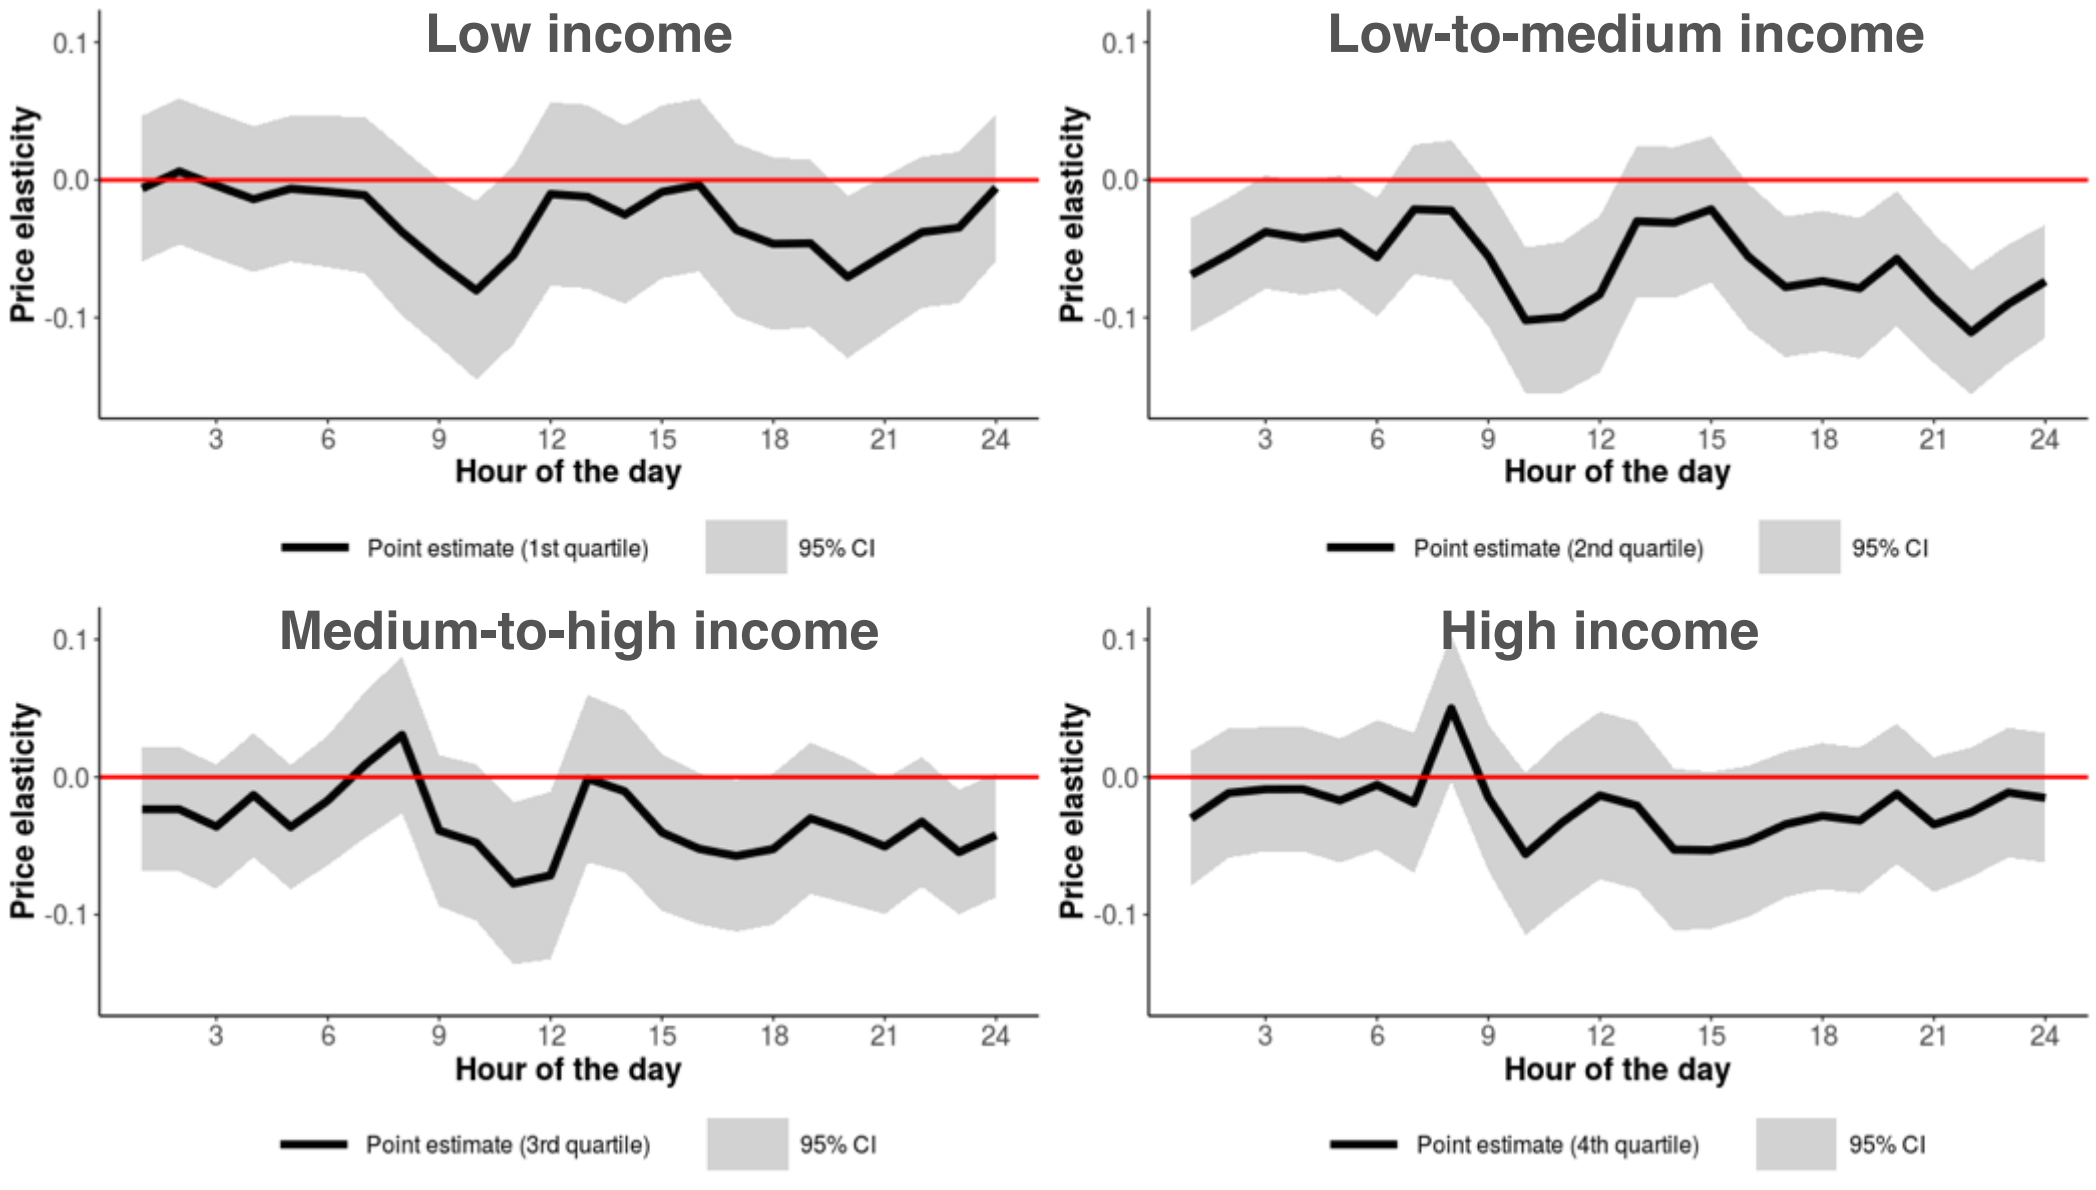 Low income
Price elasticity
0.1
0.0
-0.1
3 6 9 12 15 18 21 24
Hour of the day
Point estimate (1st quartile) 95% CI
Low-to-medium income
Price elasticity
0.1
0.0
-0.1
3 6 9 12 15 18 21 24
Hour of the day
Point estimate (2nd quartile) 95% CI
Medium-to-high income
Price elasticity
0.1
0.0
-0.1
3 6 9 12 15 18 21 24
Hour of the day
Point estimate (3rd quartile) 95% CI
High income
Price elasticity
0.1
0.0
-0.1
3 6 9 12 15 18 21 24
Hour of the day
Point estimate (4th quartile) 95% CI